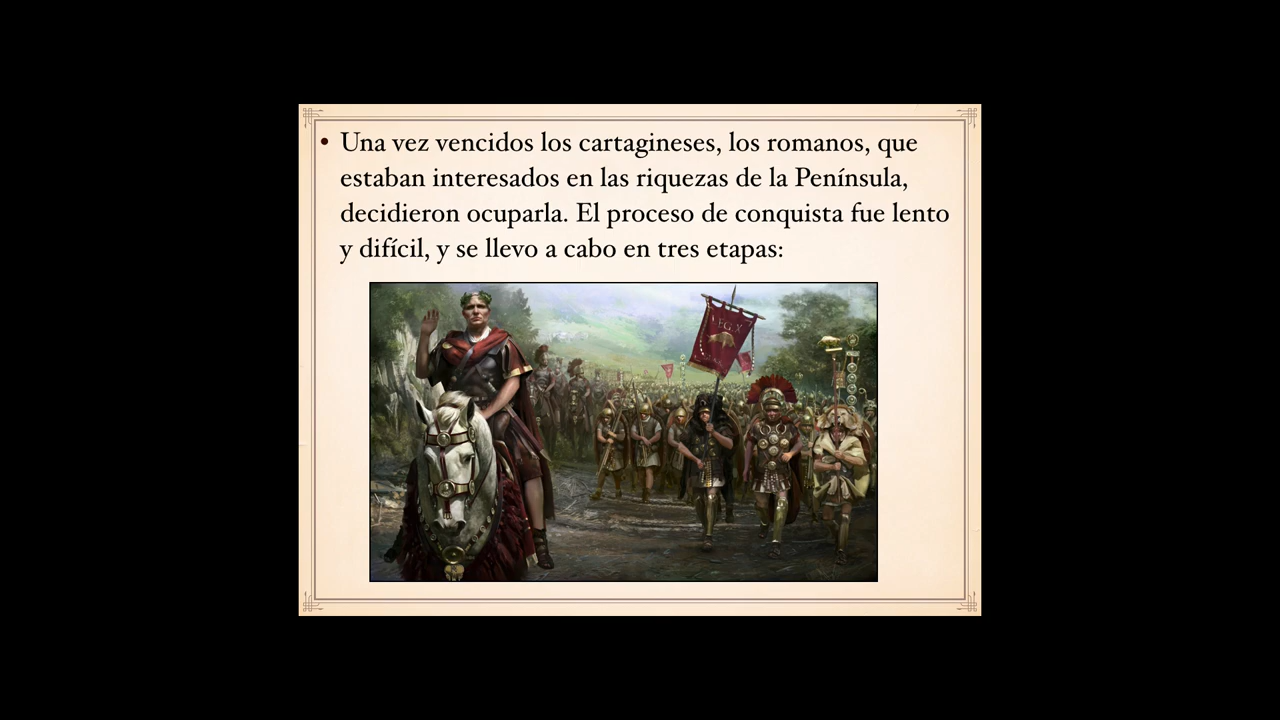 • Una vez vencidos los cartagineses, los romanos, que
estaban interesados en las riquezas de la Península,
decidieron ocuparla. El proceso de conquista fue lento
y difícil, y se llevo a cabo en tres etapas: